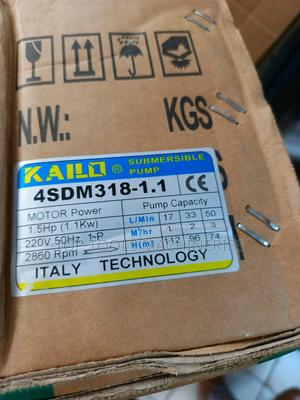 N.W.: KGS
KAILO ® SUBMERSIBLE PUMP
4SDM318-1.1 CE
MOTOR Power Pump Capacity
1.5Hp (1.1Kw) L/Min 17 33 50
220V,50Hz, 1-P M³/hr 1 2 3
2860 Rpm H(m) 112 96 74
ITALY TECHNOLOGY